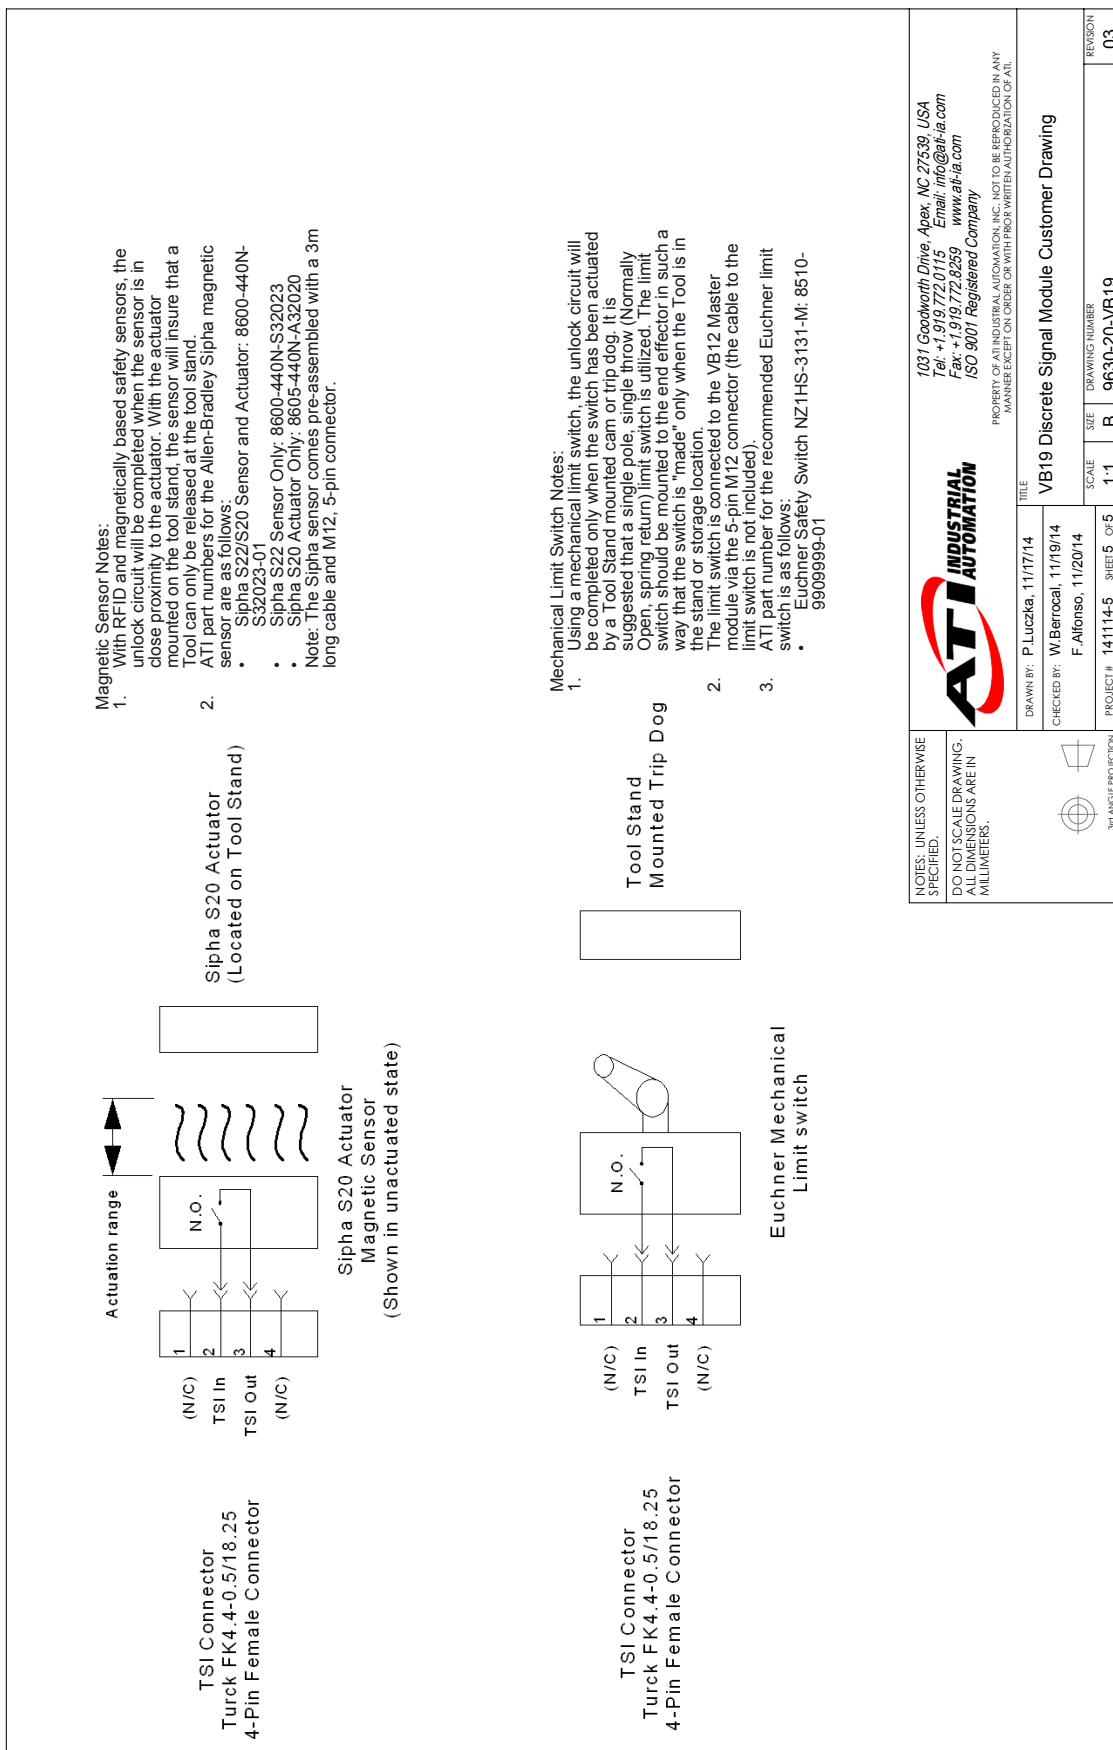 TSI Connector
Turck FK4.4-0.5/18.25
4-Pin Female Connector
(N/C)
TSI In
TSI Out
(N/C)
1
2
3
4
Actuation range
N.O.
Sipha S20 Actuator
Magnetic Sensor
(Shown in unactuated state)
Sipha S20 Actuator
(Located on Tool Stand)
Magnetic Sensor Notes:
1. With RFID and magnetically based safety sensors, the
unlock circuit will be completed when the sensor is in
close proximity to the actuator. With the actuator
mounted on the tool stand, the sensor will insure that a
Tool can only be released at the tool stand.
2. ATI part numbers for the Allen-Bradley Sipha magnetic
sensor are as follows:
• Sipha S22/S20 Sensor and Actuator: 8600-440N-
S32023-01
• Sipha S22 Sensor Only: 8600-440N-S32023
• Sipha S20 Actuator Only: 8605-440N-A32020
Note: The Sipha sensor comes pre-assembled with a 3m
long cable and M12, 5-pin connector.
TSI Connector
Turck FK4.4-0.5/18.25
4-Pin Female Connector
(N/C)
TSI In
TSI Out
(N/C)
1
2
3
4
N.O.
Euchner Mechanical
Limit switch
Tool Stand
Mounted Trip Dog
Mechanical Limit Switch Notes:
1. Using a mechanical limit switch, the unlock circuit will
be completed only when the switch has been actuated
by a Tool Stand mounted cam or trip dog. It is
suggested that a single pole, single throw (Normally
Open, spring return) limit switch is utilized. The limit
switch should be mounted to the end effector in such a
way that the switch is "made" only when the Tool is in
the stand or storage location.
2. The limit switch is connected to the VB12 Master
module via the 5-pin M12 connector (the cable to the
limit switch is not included).
3. ATI part number for the recommended Euchner limit
switch is as follows:
• Euchner Safety Switch NZ1HS-3131-M: 8510-
9909999-01
NOTES: UNLESS OTHERWISE
SPECIFIED.
DO NOT SCALE DRAWING.
ALL DIMENSIONS ARE IN
MILLIMETERS.
3rd ANGLE PROJECTION
ATI INDUSTRIAL
AUTOMATION
1031 Goodworth Drive, Apex, NC 27539, USA
Tel: +1.919.772.0115 Email: info@ati-ia.com
Fax: +1.919.772.8259 www.ati-ia.com
ISO 9001 Registered Company
PROPERTY OF ATI INDUSTRIAL AUTOMATION, INC. NOT TO BE REPRODUCED IN ANY
MANNER EXCEPT ON ORDER OR WITH PRIOR WRITTEN AUTHORIZATION OF ATI.
DRAWN BY: P.Luczka, 11/17/14
CHECKED BY: W.Berrocal, 11/19/14
F.Alfonso, 11/20/14
TITLE
VB19 Discrete Signal Module Customer Drawing
PROJECT # 141114-5 SHEET 5 OF 5
SCALE
1:1
SIZE
B
DRAWING NUMBER
9630-20-VB19
REVISION
03